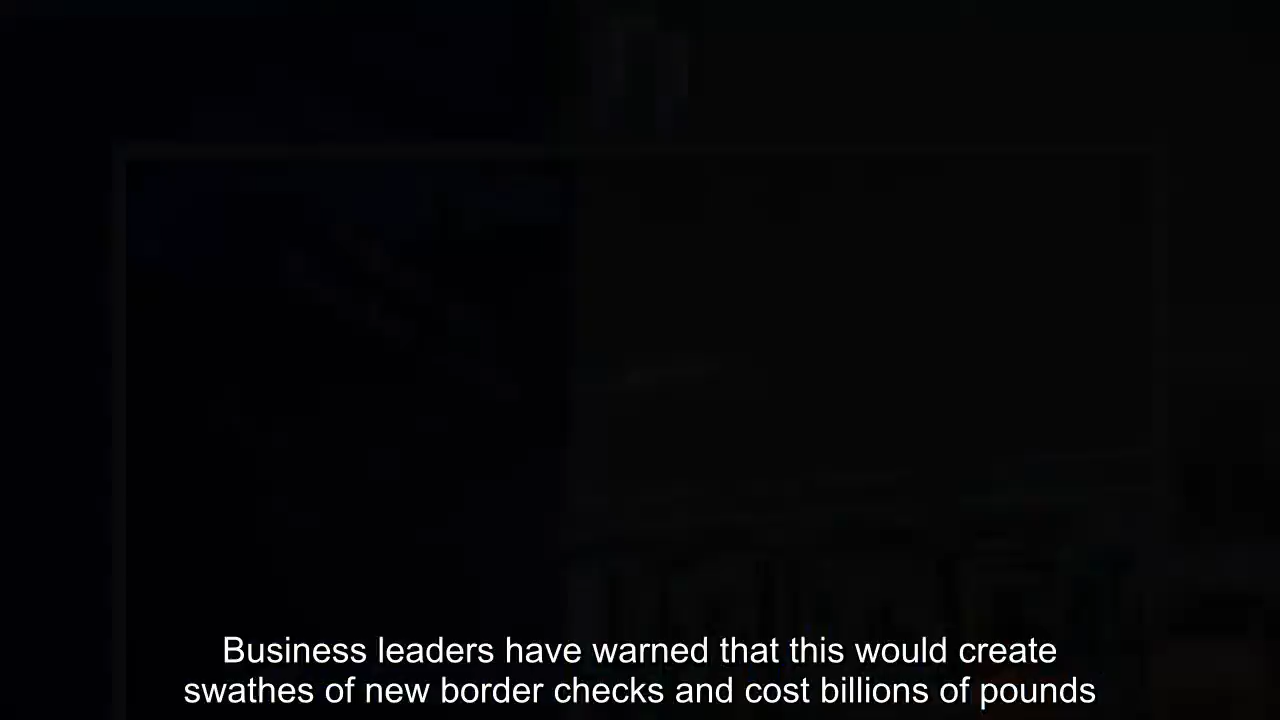 Business leaders have warned that this would create
swathes of new border checks and cost billions of pounds